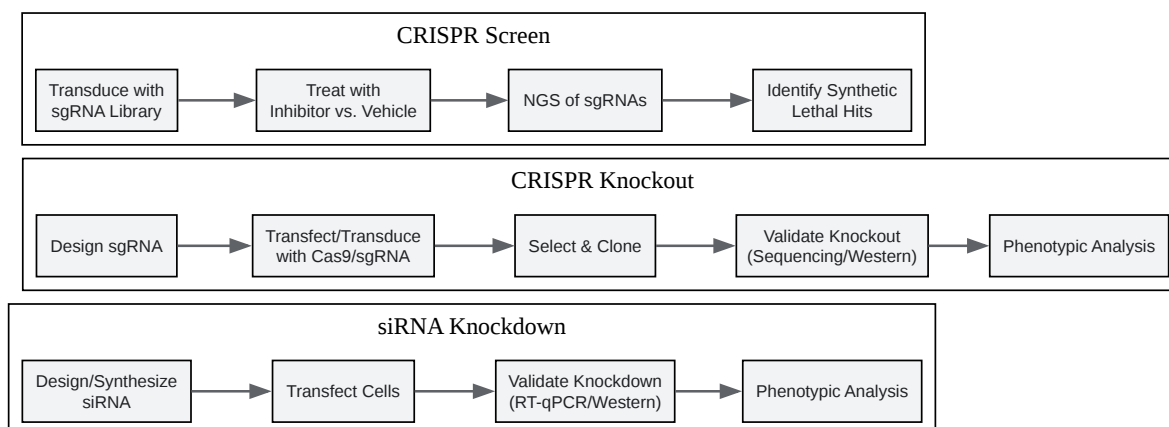 CRISPR Screen
Transduce with
sgRNA Library
Treat with
Inhibitor vs. Vehicle
NGS of sgRNAs
Identify Synthetic
Lethal Hits
CRISPR Knockout
Design sgRNA
Transfect/Transduce
with Cas9/sgRNA
Select & Clone
Validate Knockout
(Sequencing/Western)
Phenotypic Analysis
siRNA Knockdown
Design/Synthesize
siRNA
Transfect Cells
Validate Knockdown
(RT-qPCR/Western)
Phenotypic Analysis